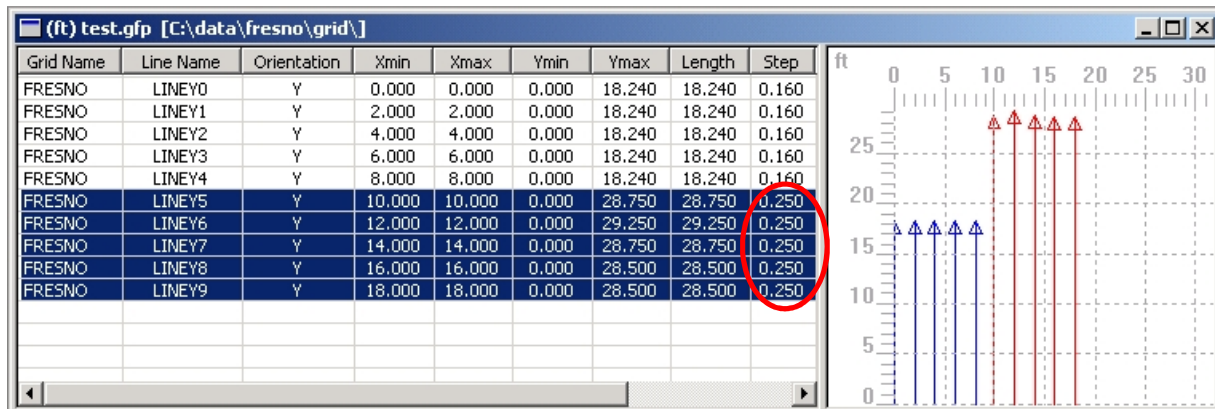 (ft) test.gfp [C:\data\fresno\grid\]
Grid Name Line Name Orientation Xmin Xmax Ymin Ymax Length Step
FRESNO LINEY0 Y 0.000 0.000 0.000 18.240 18.240 0.160
FRESNO LINEY1 Y 2.000 2.000 0.000 18.240 18.240 0.160
FRESNO LINEY2 Y 4.000 4.000 0.000 18.240 18.240 0.160
FRESNO LINEY3 Y 6.000 6.000 0.000 18.240 18.240 0.160
FRESNO LINEY4 Y 8.000 8.000 0.000 18.240 18.240 0.160
FRESNO LINEY5 Y 10.000 10.000 0.000 28.750 28.750 0.250
FRESNO LINEY6 Y 12.000 12.000 0.000 29.250 29.250 0.250
FRESNO LINEY7 Y 14.000 14.000 0.000 28.750 28.750 0.250
FRESNO LINEY8 Y 16.000 16.000 0.000 28.500 28.500 0.250
FRESNO LINEY9 Y 18.000 18.000 0.000 28.500 28.500 0.250
ft
0 5 10 15 20 25 30
25
20
15
10
5
0